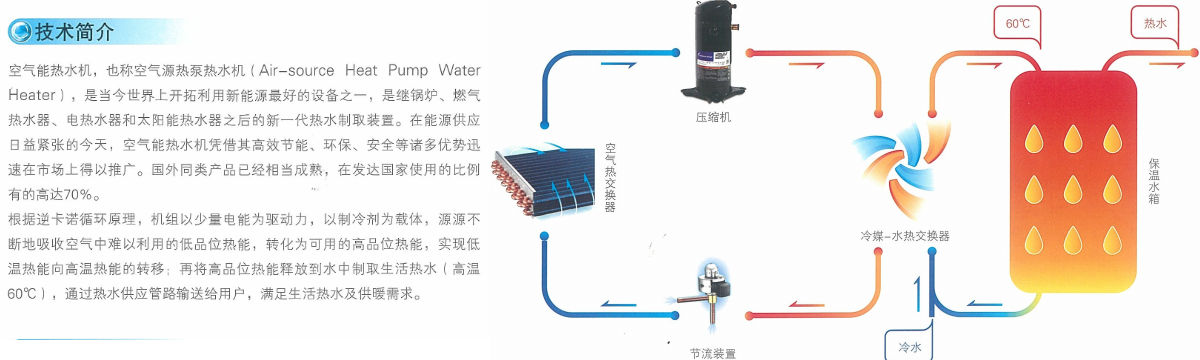 技术简介
空气能热水机，也称空气源热泵热水机（Air-source Heat Pump Water
Heater），是当今世界上开拓利用新能源最好的设备之一，是继锅炉、燃气
热水器、电热水器和太阳能热水器之后的新一代热水制取装置。在能源供应
日益紧张的今天，空气能热水机凭借其高效节能、环保、安全等诸多优势迅
速在市场上得以推广。国外同类产品已经相当成熟，在发达国家使用的比例
有的高达70%。
根据逆卡诺循环原理，机组以少量电能为驱动力，以制冷剂为载体，源源不
断地吸收空气中难以利用的低品位热能，转化为可用的高品位热能，实现低
温热能向高温热能的转移；再将高品位热能释放到水中制取生活热水（高温
60℃），通过热水供应管路输送给用户，满足生活热水及供暖需求。
60℃
热水
压缩机
空气热交换器
保温水箱
冷媒-水热交换器
冷水
节流装置